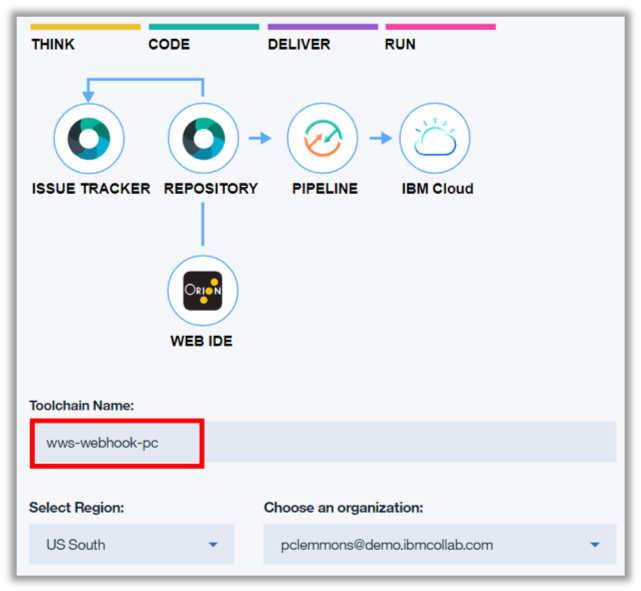 THINK CODE DELIVER RUN
ISSUE TRACKER REPOSITORY PIPELINE IBM Cloud
ORION
WEB IDE
Toolchain Name:
wws-webhook-pc
Select Region: Choose an organization:
US South pclemmons@demo.ibmcollab.com